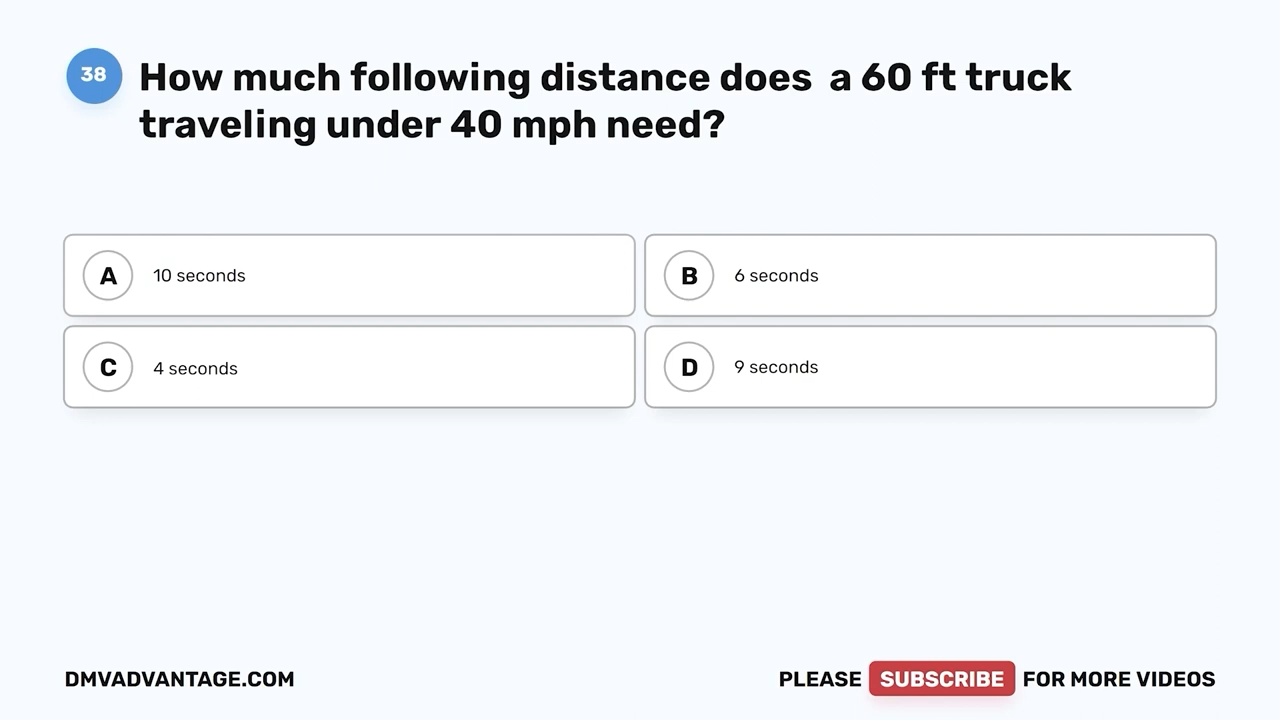 38
How much following distance does a 60 ft truck
traveling under 40 mph need?
A 10 seconds
B 6 seconds
C 4 seconds
D 9 seconds
DMVADVANTAGE.COM
PLEASE SUBSCRIBE FOR MORE VIDEOS